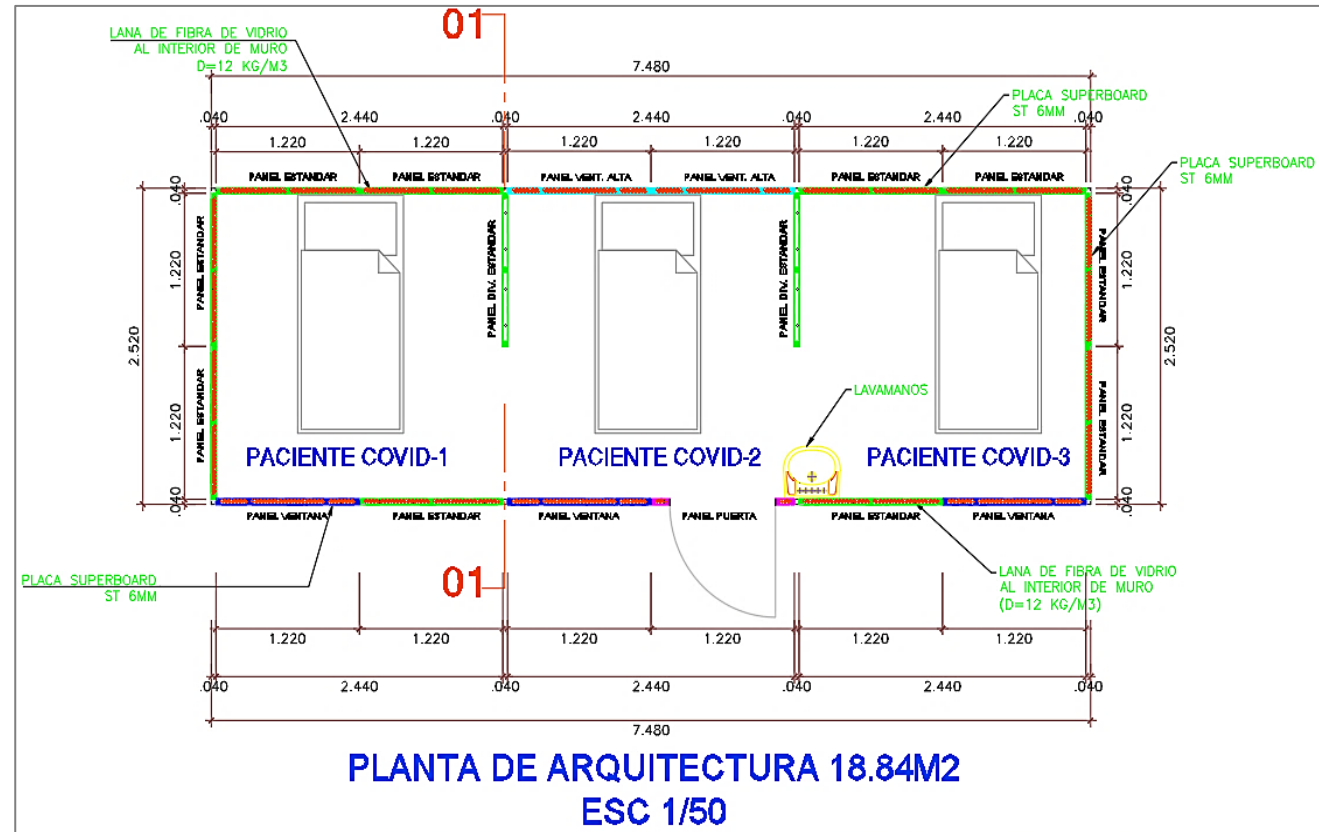 01
LANA DE FIBRA DE VIDRIO
AL INTERIOR DE MURO
D=12 KG/M3
7.480
PLACA SUPERBOARD
ST 6MM
.040
2.440
.040
2.440
.040
2.440
.040
1.220
1.220
1.220
1.220
1.220
1.220
PLACA SUPERBOARD
ST 6MM
PANEL ESTANDAR
PANEL ESTANDAR
PANEL VENT. ALTA
PANEL VENT. ALTA
PANEL ESTANDAR
PANEL ESTANDAR
.040
1.220
1.220
.040
2.520
PANEL ESTANDAR
PANEL ESTANDAR
PANEL DIV. ESTANDAR
PANEL DIV. ESTANDAR
PANEL ESTANDAR
PANEL ESTANDAR
.040
1.220
1.220
.040
2.520
LAVAMANOS
PACIENTE COVID-1
PACIENTE COVID-2
PACIENTE COVID-3
PANEL VENTANA
PANEL ESTANDAR
PANEL VENTANA
PANEL PUERTA
PANEL ESTANDAR
PANEL VENTANA
PLACA SUPERBOARD
ST 6MM
01
LANA DE FIBRA DE VIDRIO
AL INTERIOR DE MURO
(D=12 KG/M3)
1.220
1.220
1.220
1.220
1.220
1.220
.040
2.440
.040
2.440
.040
2.440
.040
7.480
PLANTA DE ARQUITECTURA 18.84M2
ESC 1/50